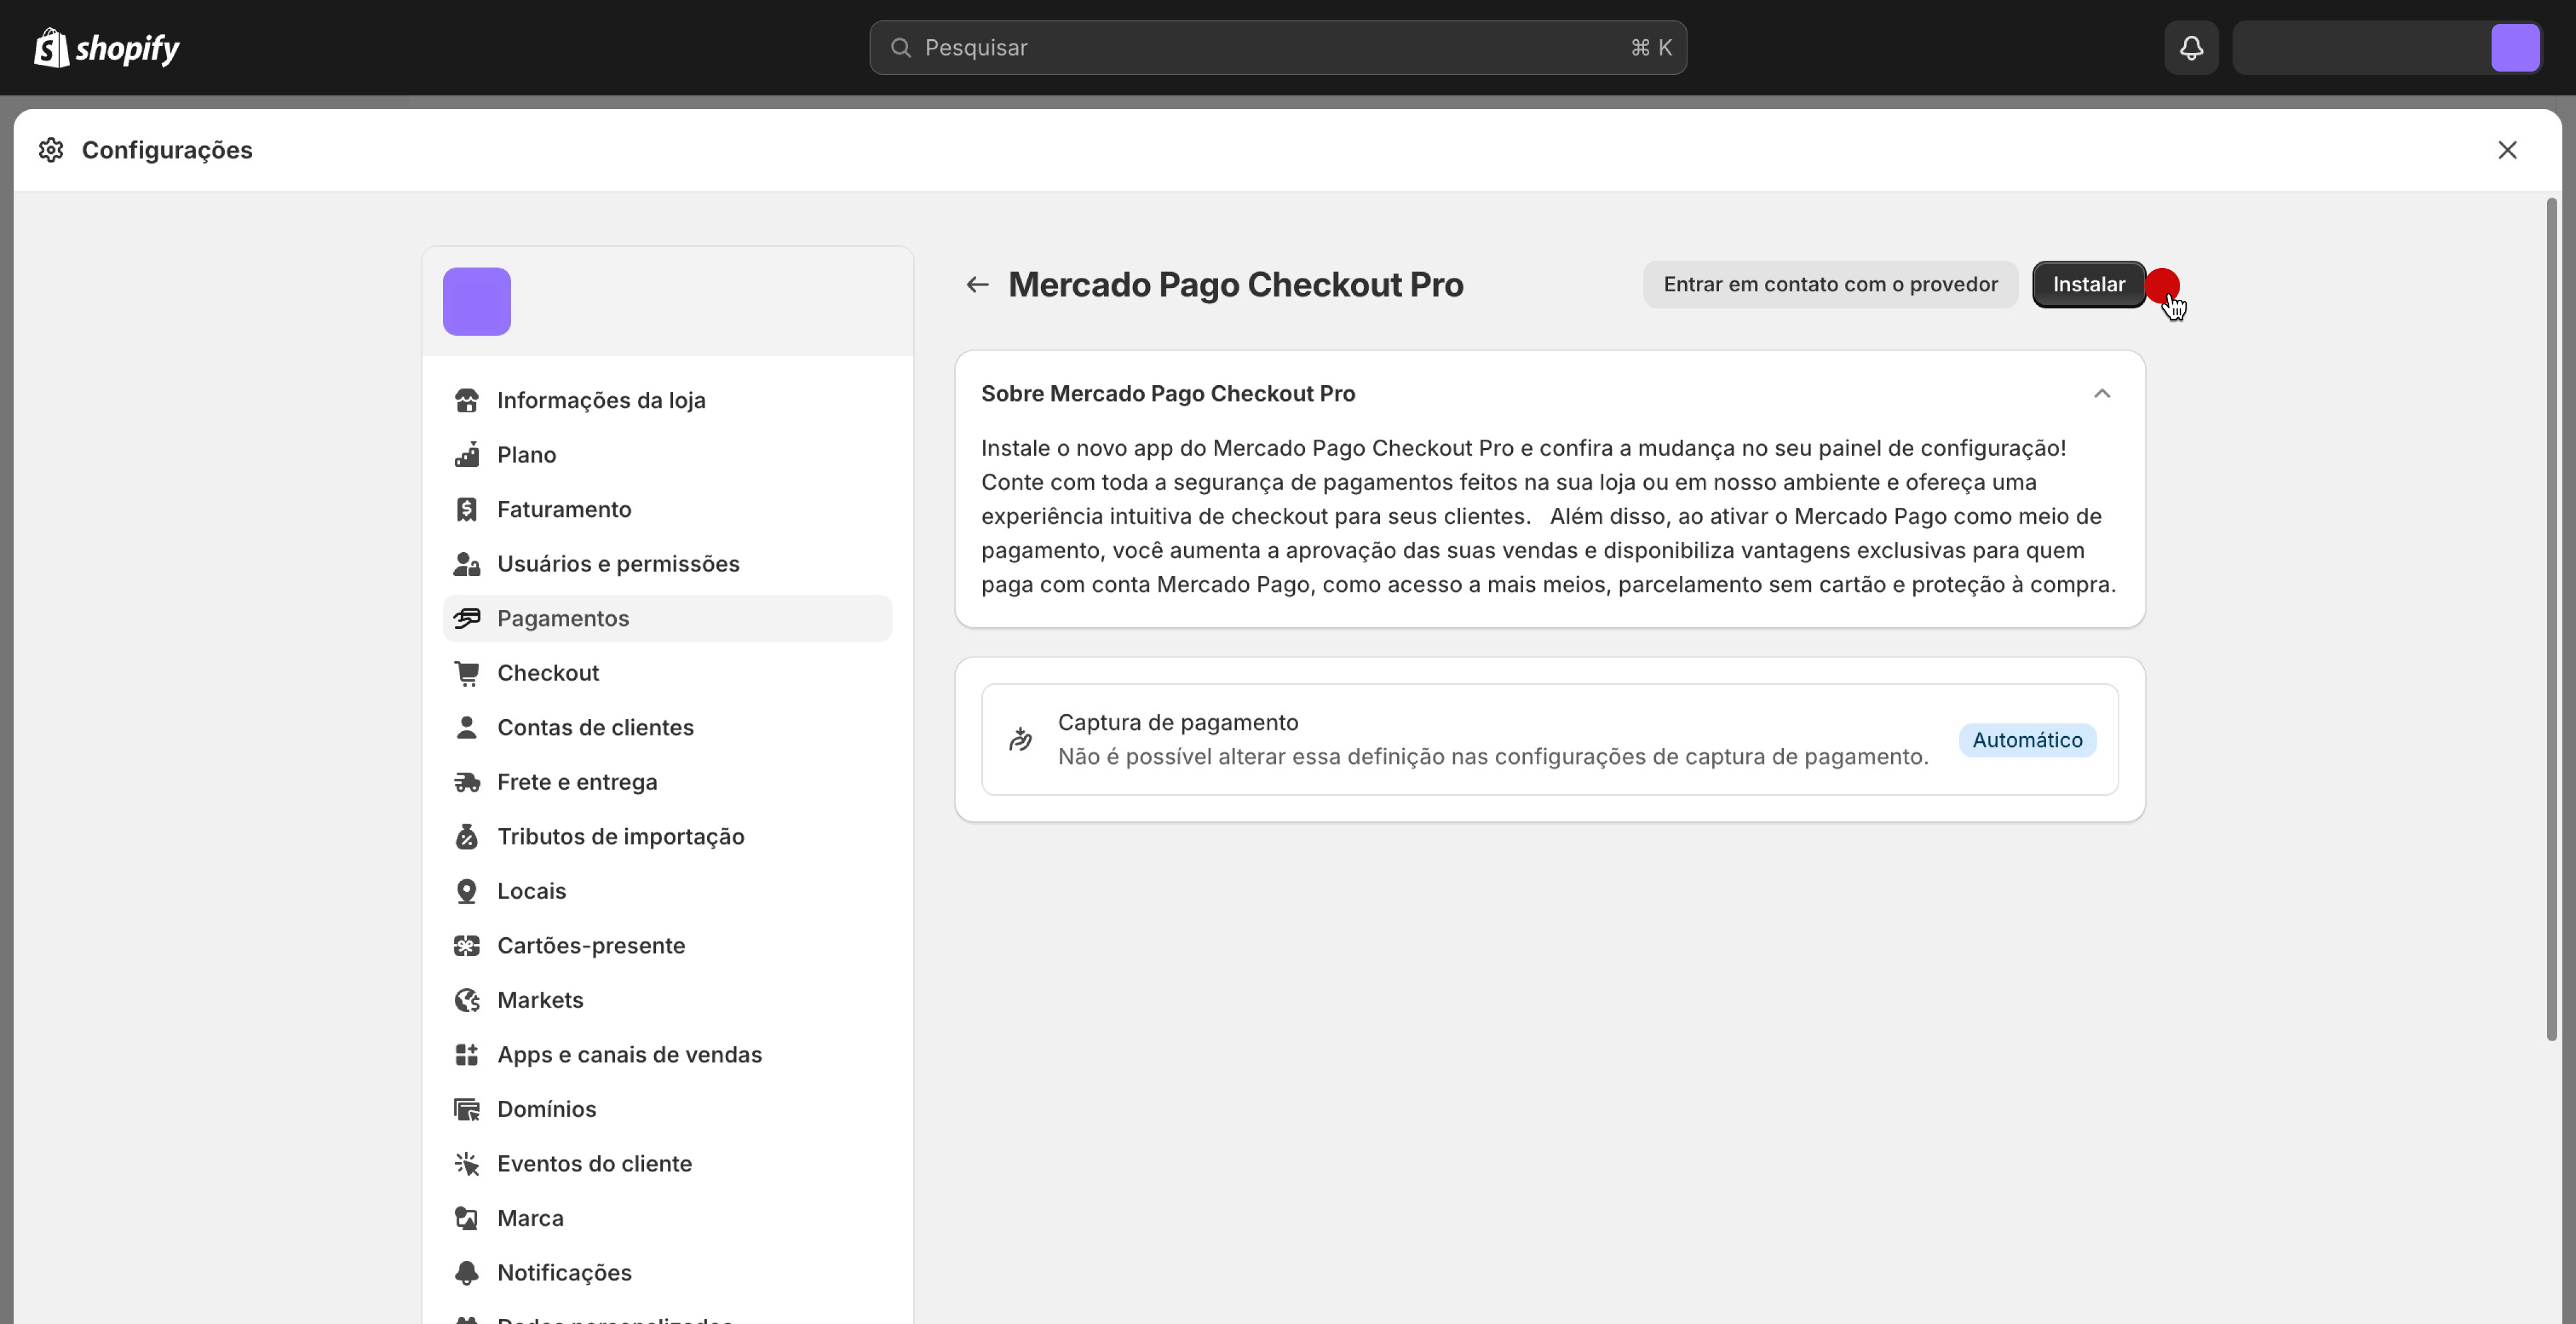 shopify
Pesquisar
⌘ K
Configurações
Mercado Pago Checkout Pro
Entrar em contato com o provedor
Instalar
Informações da loja
Plano
Faturamento
Usuários e permissões
Pagamentos
Checkout
Contas de clientes
Frete e entrega
Tributos de importação
Locais
Cartões-presente
Markets
Apps e canais de vendas
Domínios
Eventos do cliente
Marca
Notificações
Sobre Mercado Pago Checkout Pro
Instale o novo app do Mercado Pago Checkout Pro e confira a mudança no seu painel de configuração!
Conte com toda a segurança de pagamentos feitos na sua loja ou em nosso ambiente e ofereça uma
experiência intuitiva de checkout para seus clientes.   Além disso, ao ativar o Mercado Pago como meio de
pagamento, você aumenta a aprovação das suas vendas e disponibiliza vantagens exclusivas para quem
paga com conta Mercado Pago, como acesso a mais meios, parcelamento sem cartão e proteção à compra.
Captura de pagamento
Não é possível alterar essa definição nas configurações de captura de pagamento.
Automático